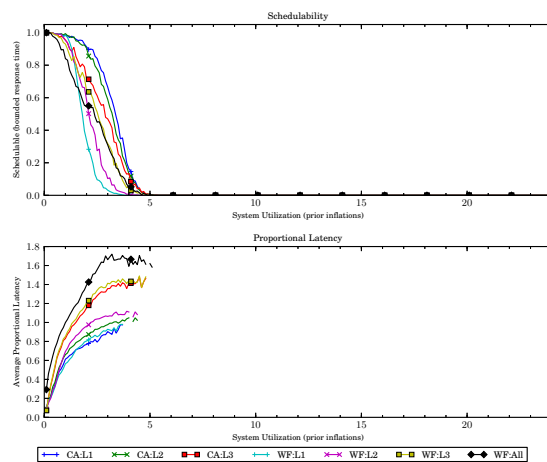 Schedulability
Schedulable (bounded response time)
1.0
0.8
0.6
0.4
0.2
0.0
0 5 10 15 20
System Utilization (prior inflations)
Proportional Latency
Average Proportional Latency
1.8
1.6
1.4
1.2
1.0
0.8
0.6
0.4
0.2
0.0
0 5 10 15 20
System Utilization (prior inflations)
CA:L1 CA:L2 CA:L3 WF:L1 WF:L2 WF:L3 WF:All